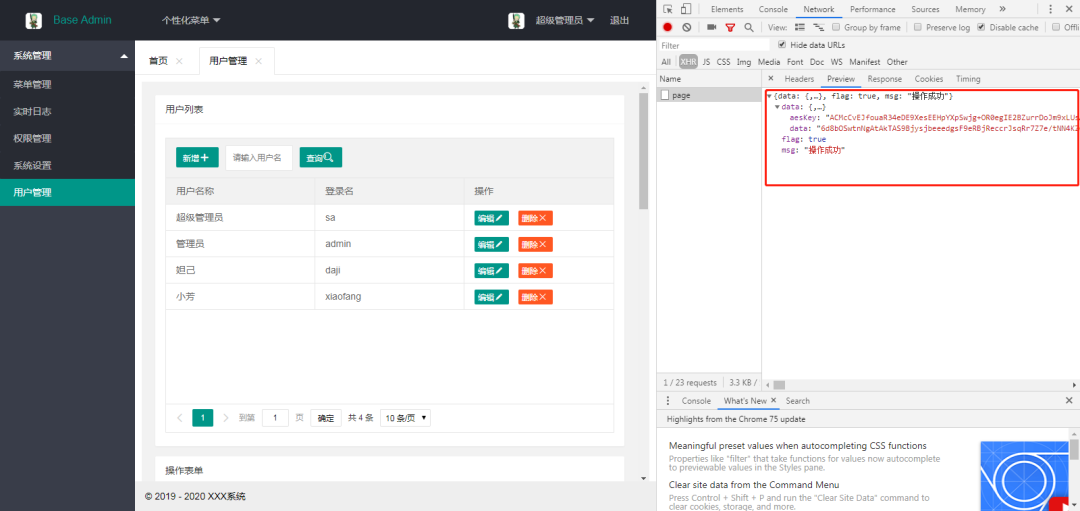 Base Admin 个性化菜单 超级管理员 退出
系统管理
菜单管理
实时日志
权限管理
系统设置
用户管理
首页 用户管理
用户列表
新增 请输入用户名 查询
用户名称 登录名 操作
超级管理员 sa 编辑 删除
管理员 admin 编辑 删除
妲己 daji 编辑 删除
小芳 xiaofang 编辑 删除
1 到第 1 页 确定 共 4 条 10 条/页
操作表单
© 2019 - 2020 XXX系统
Elements Console Network Performance Sources Memory »
View: Group by frame Preserve log Disable cache Offli
Filter Hide data URLs
All XHR JS CSS Img Media Font Doc WS Manifest Other
Name
page
Headers Preview Response Cookies Timing
{data: {,…}, flag: true, msg: "操作成功"}
data: {,…}
aesKey:
data:
flag: true
msg: "操作成功"
1 / 23 requests 3.3 KB /
Console What's New Search
Highlights from the Chrome 75 update
Meaningful preset values when autocompleting CSS functions
Properties like "filter" that take functions for values now autocomplete
to previewable values in the Styles pane.
Clear site data from the Command Menu
Press Control + Shift + P and run the "Clear Site Data" command to
clear cookies, storage, and more.